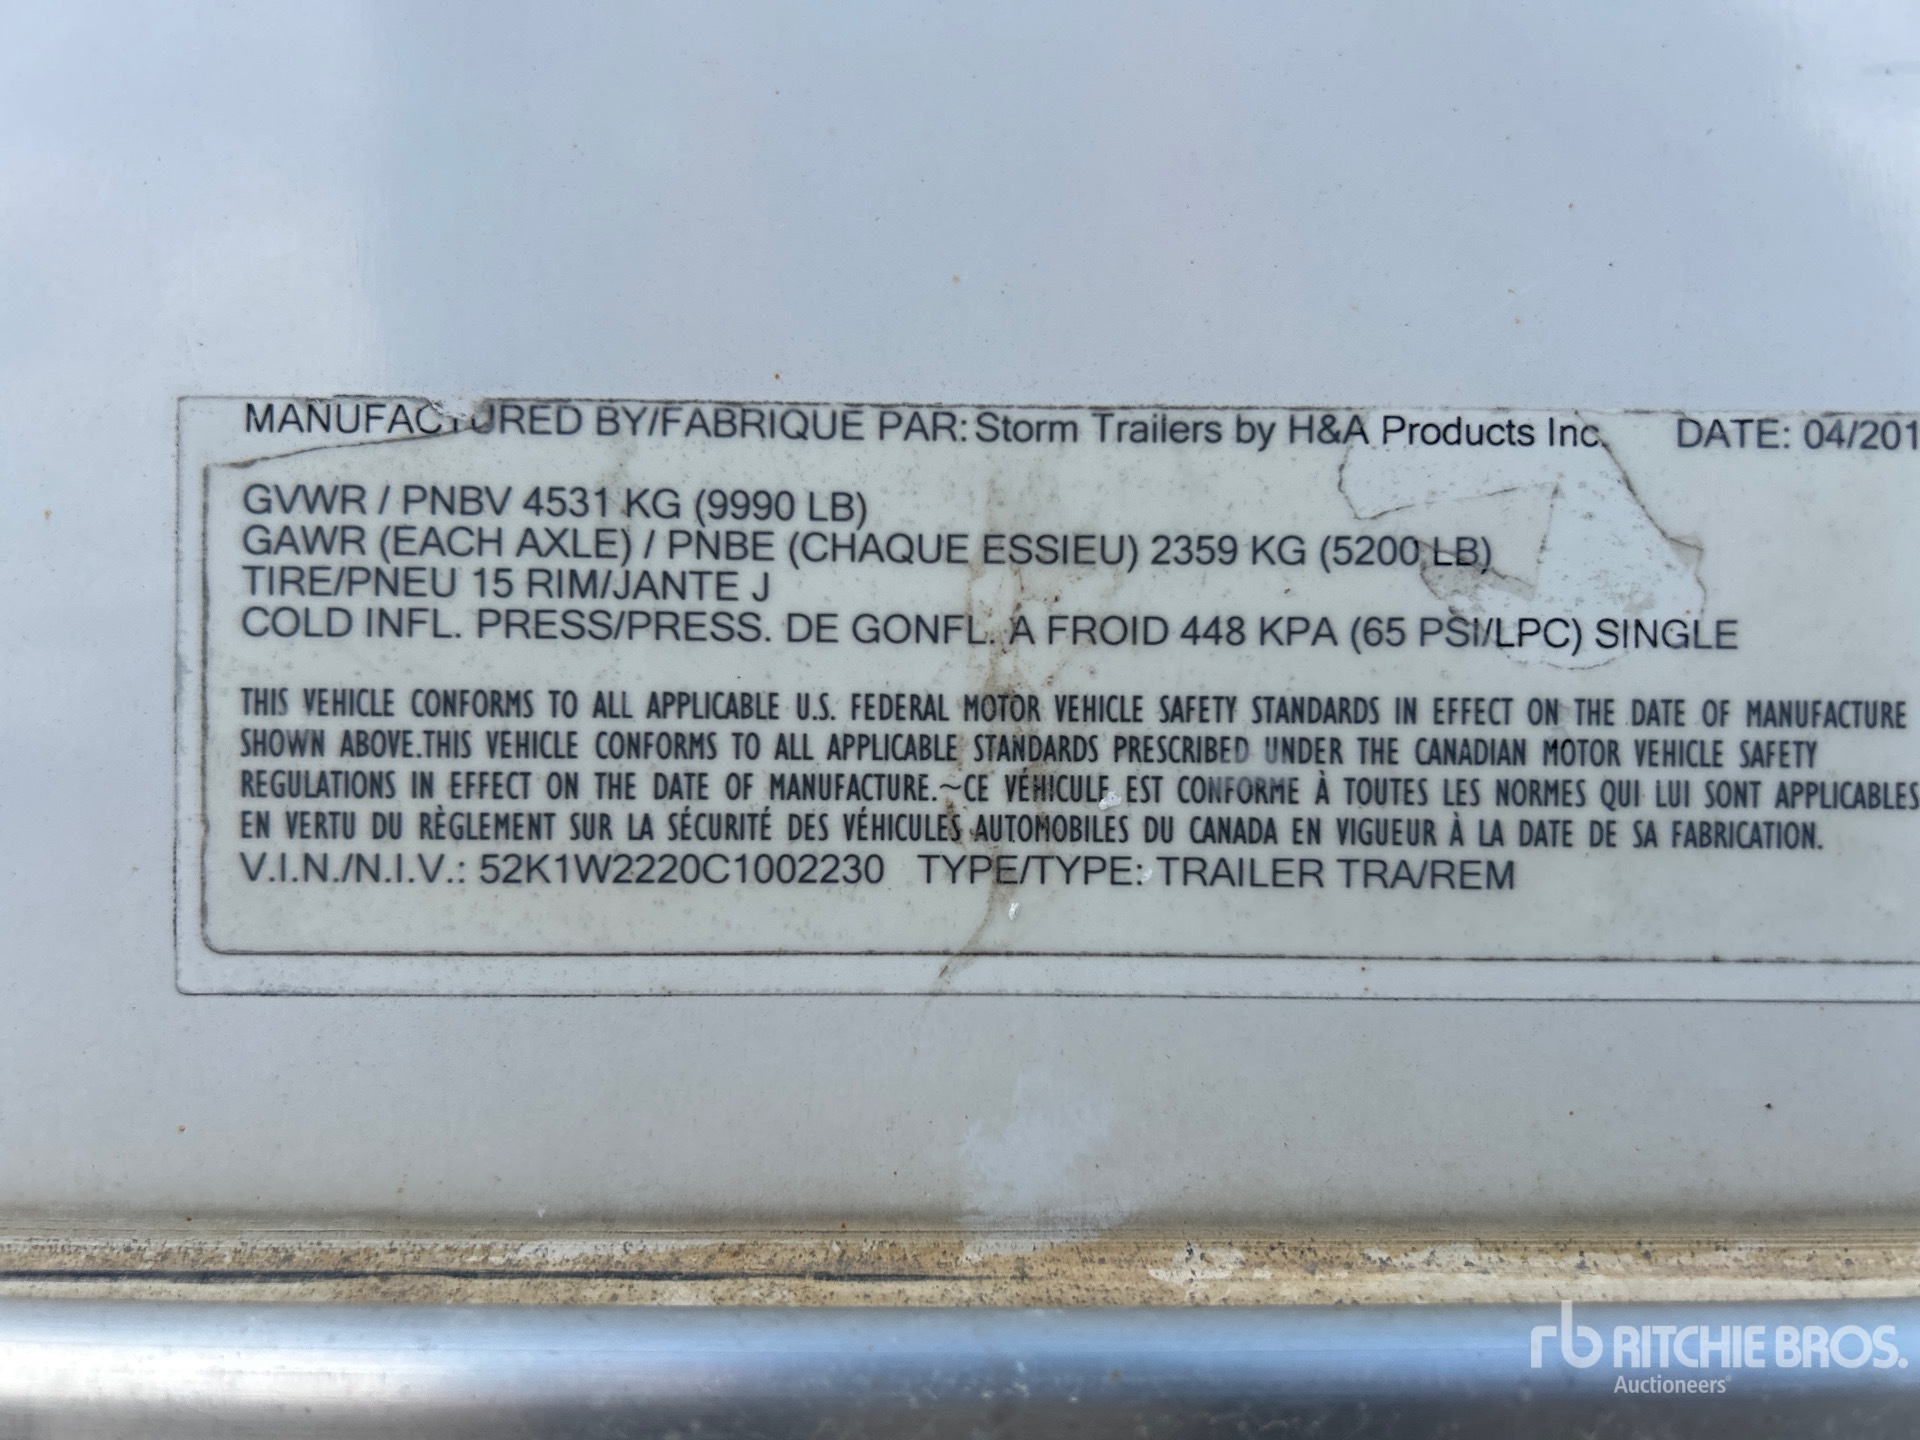 MANUFACTURED BY/FABRIQUE PAR: Storm Trailers by H&A Products Inc. DATE: 04/201
GVWR / PNBV 4531 KG (9990 LB)
GAWR (EACH AXLE) / PNBE (CHAQUE ESSIEU) 2359 KG (5200 LB)
TIRE/PNEU 15 RIM/JANTE J
COLD INFL. PRESS/PRESS. DE GONFL. A FROID 448 KPA (65 PSI/LPC) SINGLE
THIS VEHICLE CONFORMS TO ALL APPLICABLE U.S. FEDERAL MOTOR VEHICLE SAFETY STANDARDS IN EFFECT ON THE DATE OF MANUFACTURE
SHOWN ABOVE.THIS VEHICLE CONFORMS TO ALL APPLICABLE STANDARDS PRESCRIBED UNDER THE CANADIAN MOTOR VEHICLE SAFETY
REGULATIONS IN EFFECT ON THE DATE OF MANUFACTURE.~CE VÉHICULE EST CONFORME À TOUTES LES NORMES QUI LUI SONT APPLICABLES
EN VERTU DU RÈGLEMENT SUR LA SÉCURITÉ DES VÉHICULES AUTOMOBILES DU CANADA EN VIGUEUR À LA DATE DE SA FABRICATION.
V.I.N./N.I.V.: 52K1W2220C1002230 TYPE/TYPE: TRAILER TRA/REM
rb RITCHIE BROS.
Auctioneers